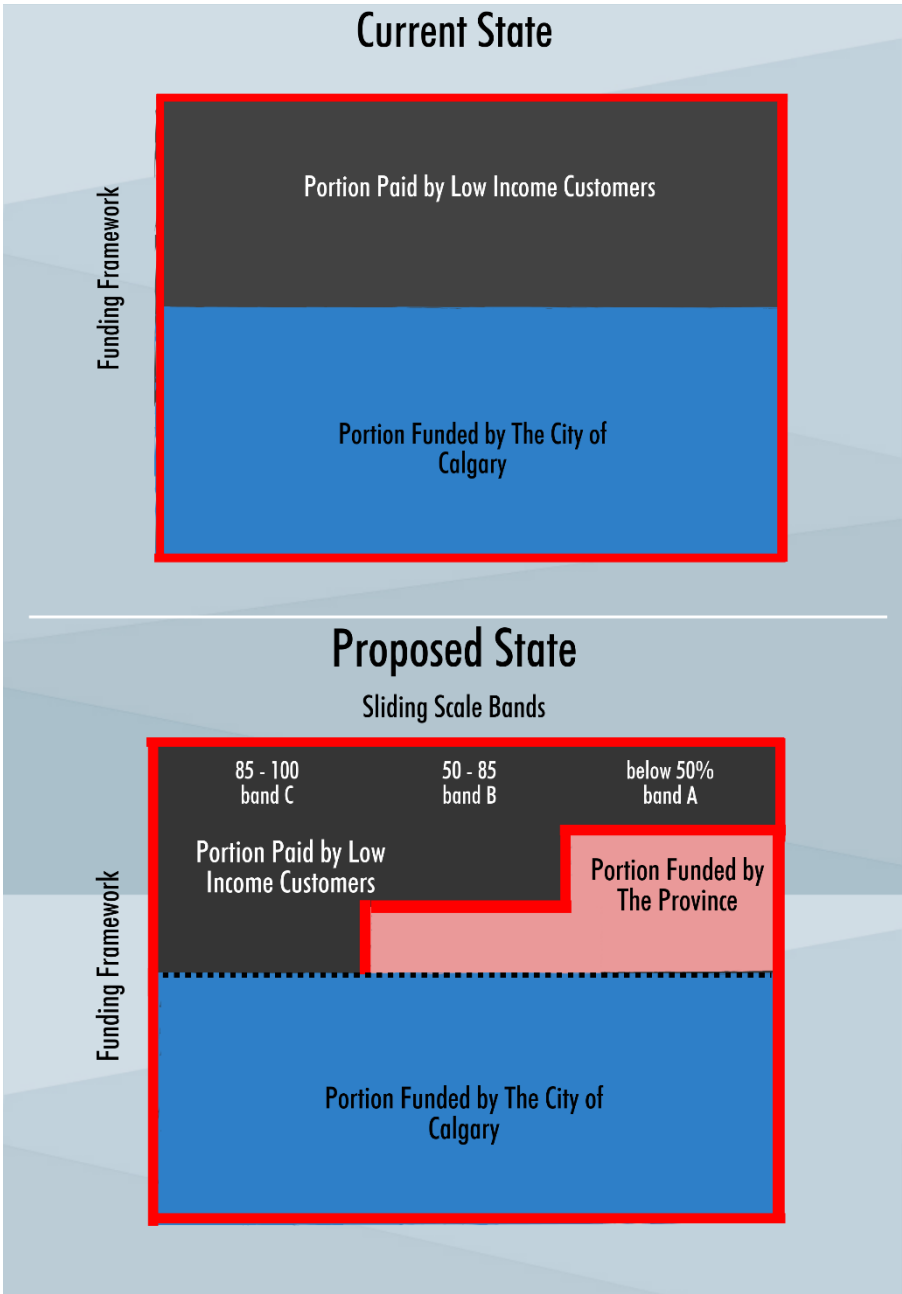 Current State
Funding Framework
Portion Paid by Low Income Customers
Portion Funded by The City of
Calgary
Proposed State
Sliding Scale Bands
85 - 100
band C
50 - 85
band B
below 50%
band A
Funding Framework
Portion Paid by Low
Income Customers
Portion Funded by
The Province
Portion Funded by The City of
Calgary